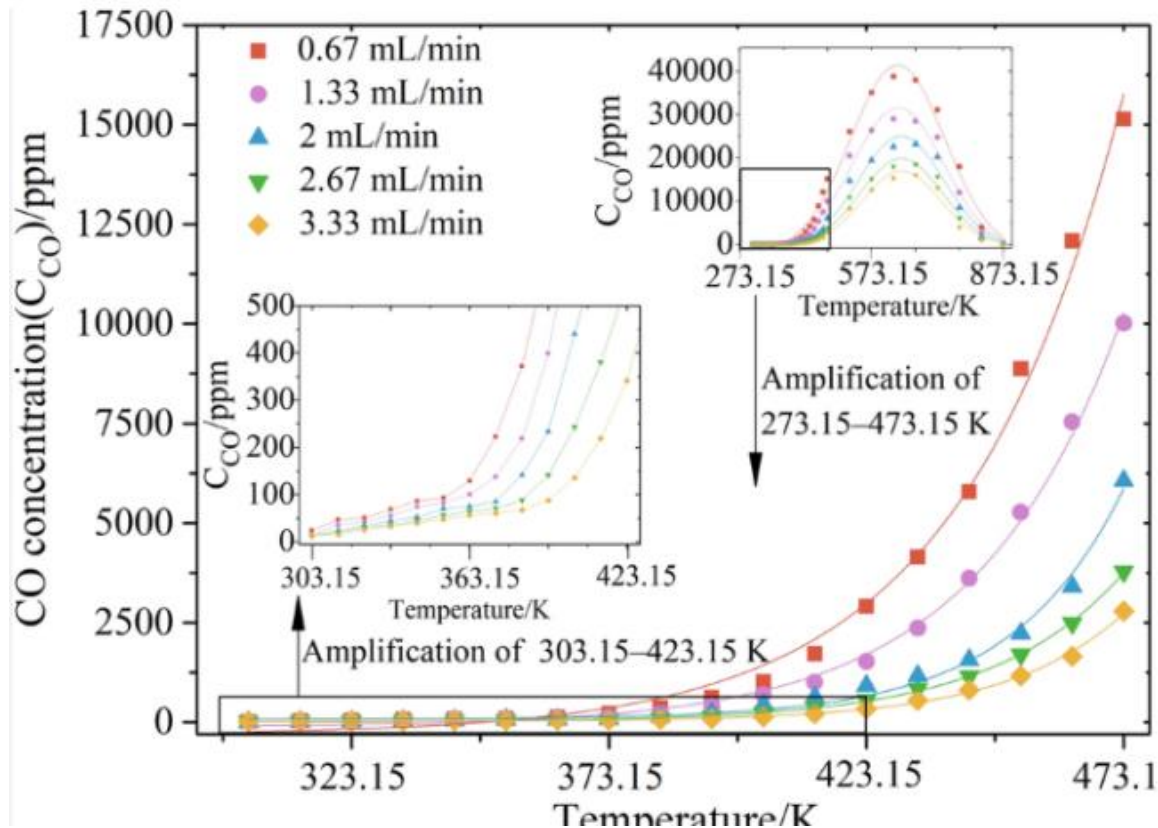 17500
15000
12500
10000
7500
5000
2500
0
CO concentration(C_CO)/ppm
0.67 mL/min
1.33 mL/min
2 mL/min
2.67 mL/min
3.33 mL/min
40000
30000
20000
10000
0
C_CO/ppm
273.15
573.15
873.15
Temperature/K
Amplification of
273.15–473.15 K
500
400
300
200
100
0
C_CO/ppm
303.15
363.15
423.15
Temperature/K
Amplification of 303.15–423.15 K
323.15
373.15
423.15
473.1
Temperature/K